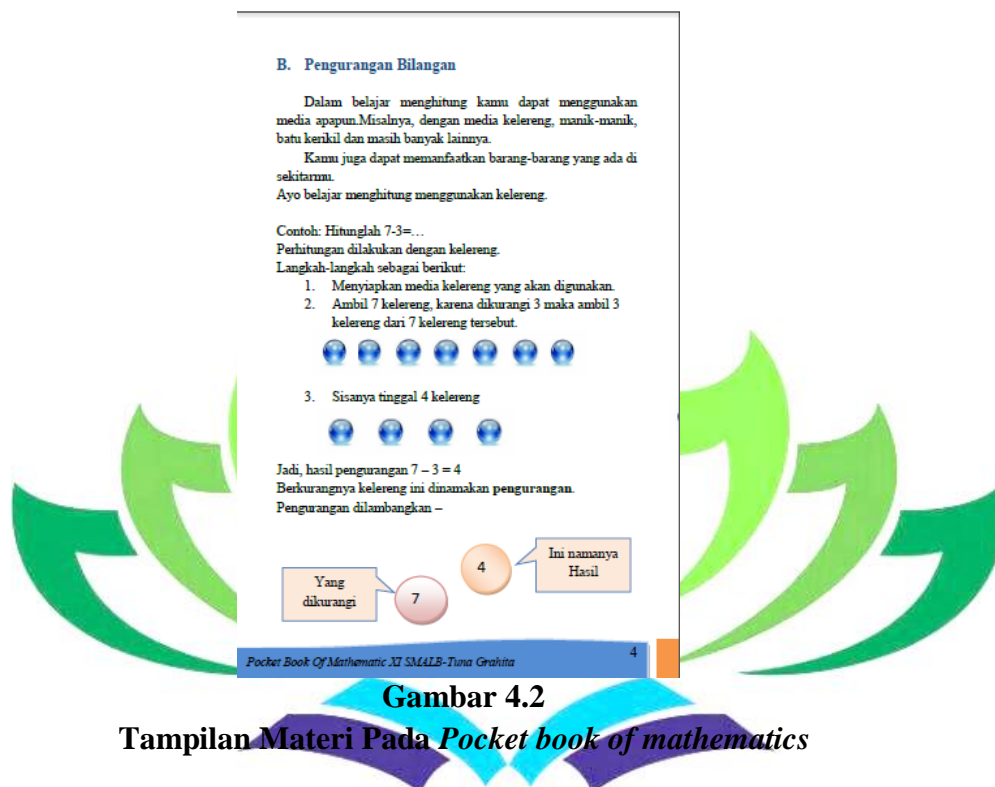 B. Pengurangan Bilangan
Dalam belajar menghitung kamu dapat menggunakan
media apapun.Misalnya, dengan media kelereng, manik-manik,
batu kerikil dan masih banyak lainnya.
Kamu juga dapat memanfaatkan barang-barang yang ada di
sekitarmu.
Ayo belajar menghitung menggunakan kelereng.
Contoh: Hitunglah 7-3=…
Perhitungan dilakukan dengan kelereng.
Langkah-langkah sebagai berikut:
1. Menyiapkan media kelereng yang akan digunakan.
2. Ambil 7 kelereng, karena dikurangi 3 maka ambil 3
kelereng dari 7 kelereng tersebut.
3. Sisanya tinggal 4 kelereng
Jadi, hasil pengurangan 7 – 3 = 4
Berkurangnya kelereng ini dinamakan pengurangan.
Pengurangan dilambangkan –
Ini namanya
Hasil
4
Yang
dikurangi
7
Pocket Book Of Mathematic XI SMALB-Tuna Grahita
4
Gambar 4.2
Tampilan Materi Pada Pocket book of mathematics